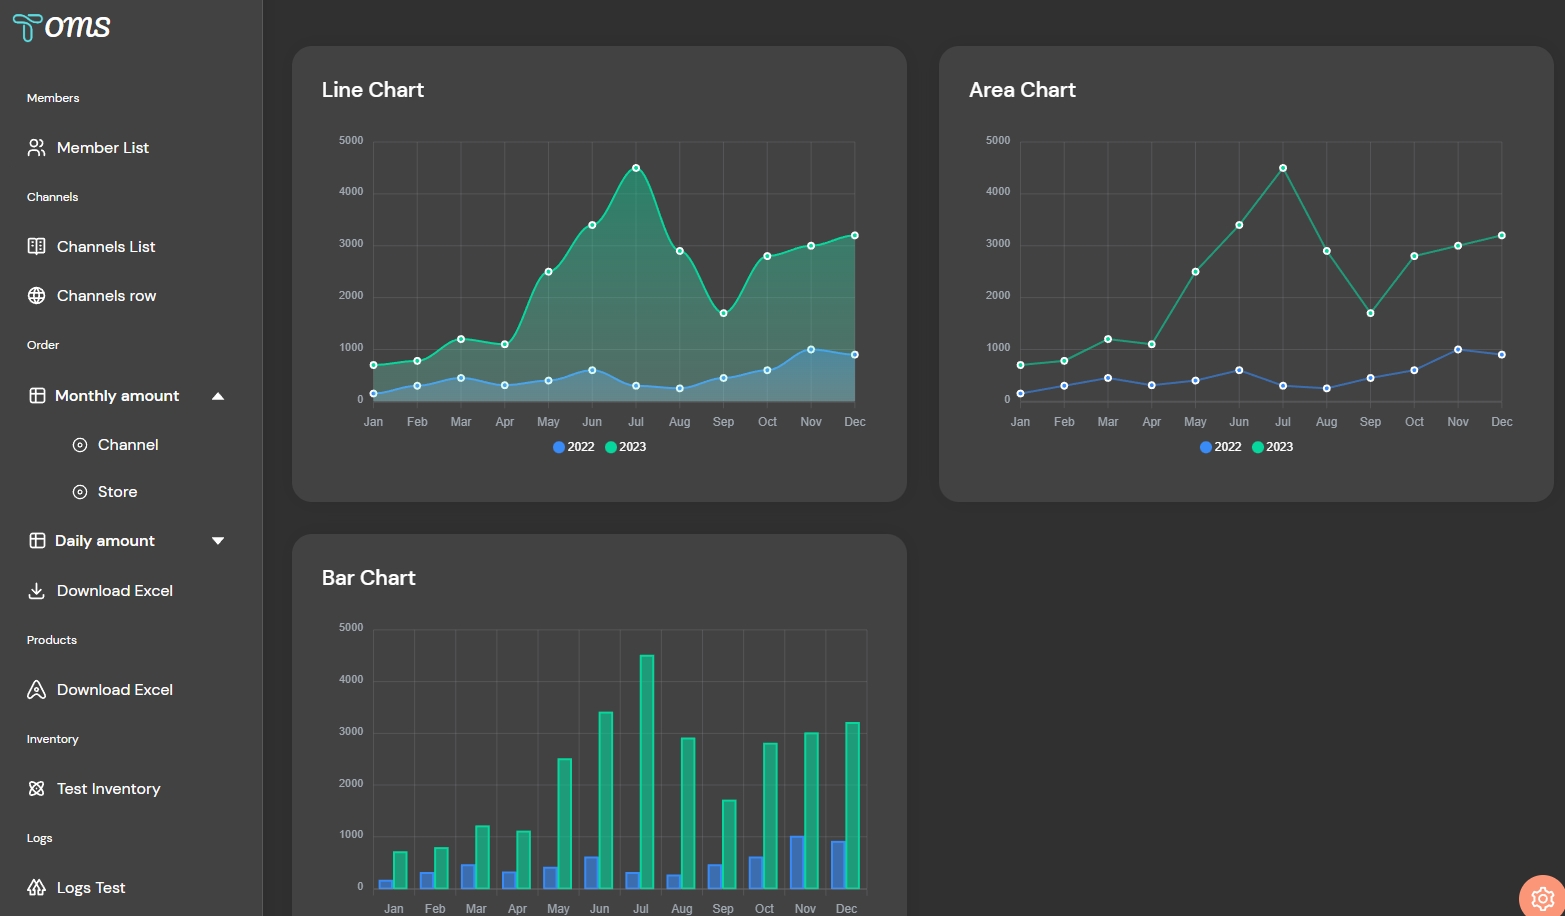 Toms
Members
Member List
Channels
Channels List
Channels row
Order
Monthly amount
Channel
Store
Daily amount
Download Excel
Products
Download Excel
Inventory
Test Inventory
Logs
Logs Test
Line Chart
5000
4000
3000
2000
1000
0
Jan Feb Mar Apr May Jun Jul Aug Sep Oct Nov Dec
2022 2023
Area Chart
5000
4000
3000
2000
1000
0
Jan Feb Mar Apr May Jun Jul Aug Sep Oct Nov Dec
2022 2023
Bar Chart
5000
4000
3000
2000
1000
0
Jan Feb Mar Apr May Jun Jul Aug Sep Oct Nov Dec